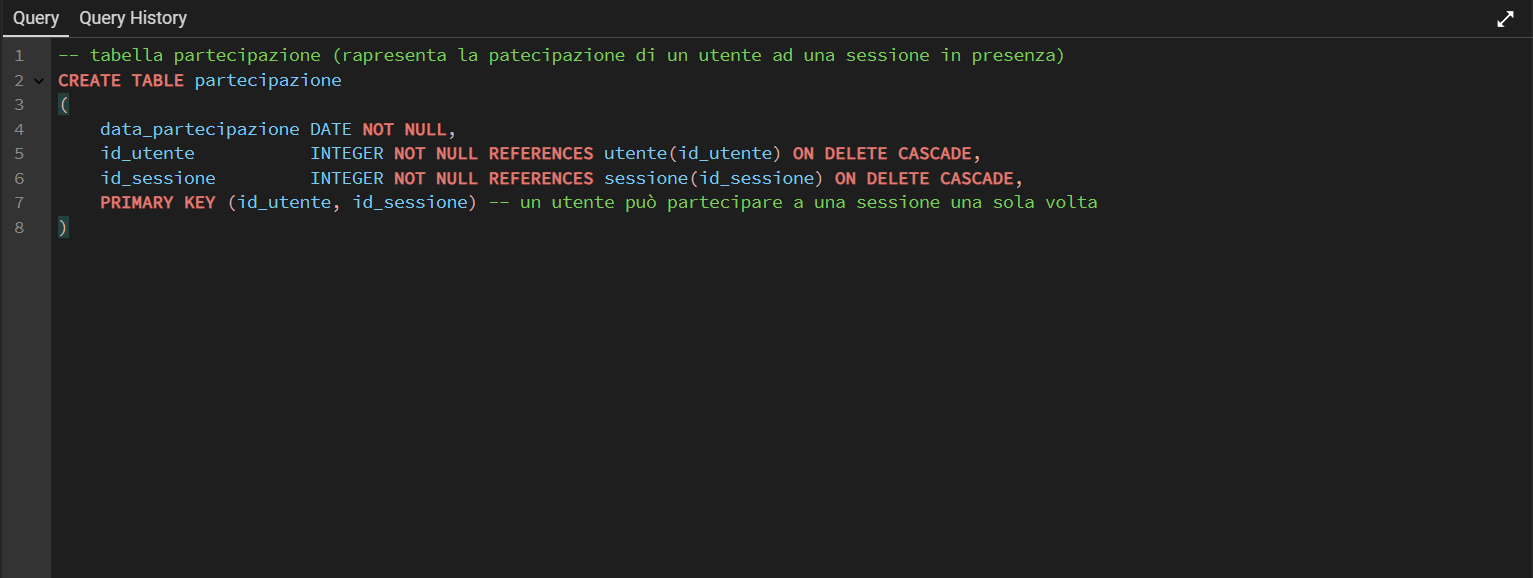 Query Query History
1 -- tabella partecipazione (rapresenta la patecipazione di un utente ad una sessione in presenza)
2 CREATE TABLE partecipazione
3 (
4 data_partecipazione DATE NOT NULL,
5 id_utente INTEGER NOT NULL REFERENCES utente(id_utente) ON DELETE CASCADE,
6 id_sessione INTEGER NOT NULL REFERENCES sessione(id_sessione) ON DELETE CASCADE,
7 PRIMARY KEY (id_utente, id_sessione) -- un utente può partecipare a una sessione una sola volta
8 )